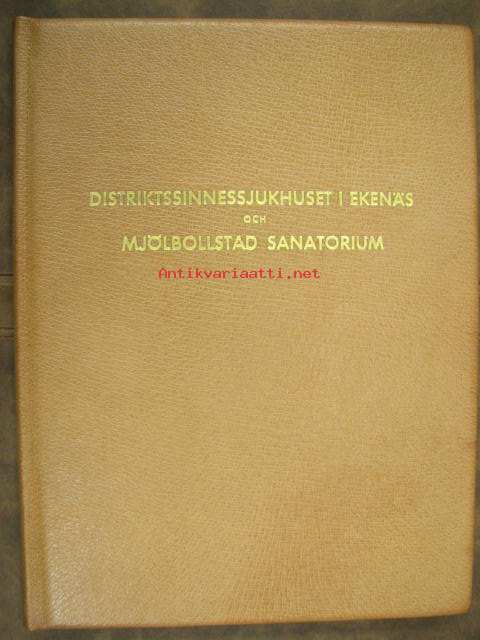 DISTRIKTSSINNESSJUKHUSET I EKENÄS
OCH
MJÖLBOLLSTAD SANATORIUM
Antikvariaatti.net